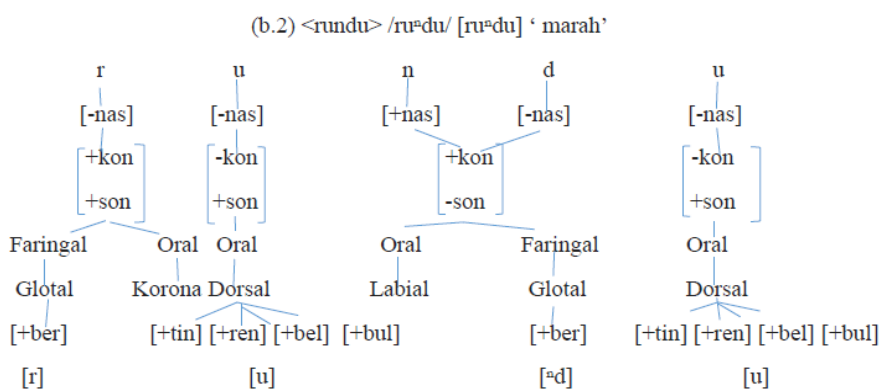 (b.2) <rundu> /ruⁿdu/ [ruⁿdu] ‘ marah’
r u n d u
[-nas] [-nas] [+nas] [-nas] [-nas]
+kon -kon +kon -kon
+son +son -son +son
Faringal Oral Oral Oral Faringal Oral
Glotal Korona Dorsal Labial Glotal Dorsal
[+ber] [+tin] [+ren] [+bel] [+bul] [+ber] [+tin] [+ren] [+bel] [+bul]
[r] [u] [ⁿd] [u]